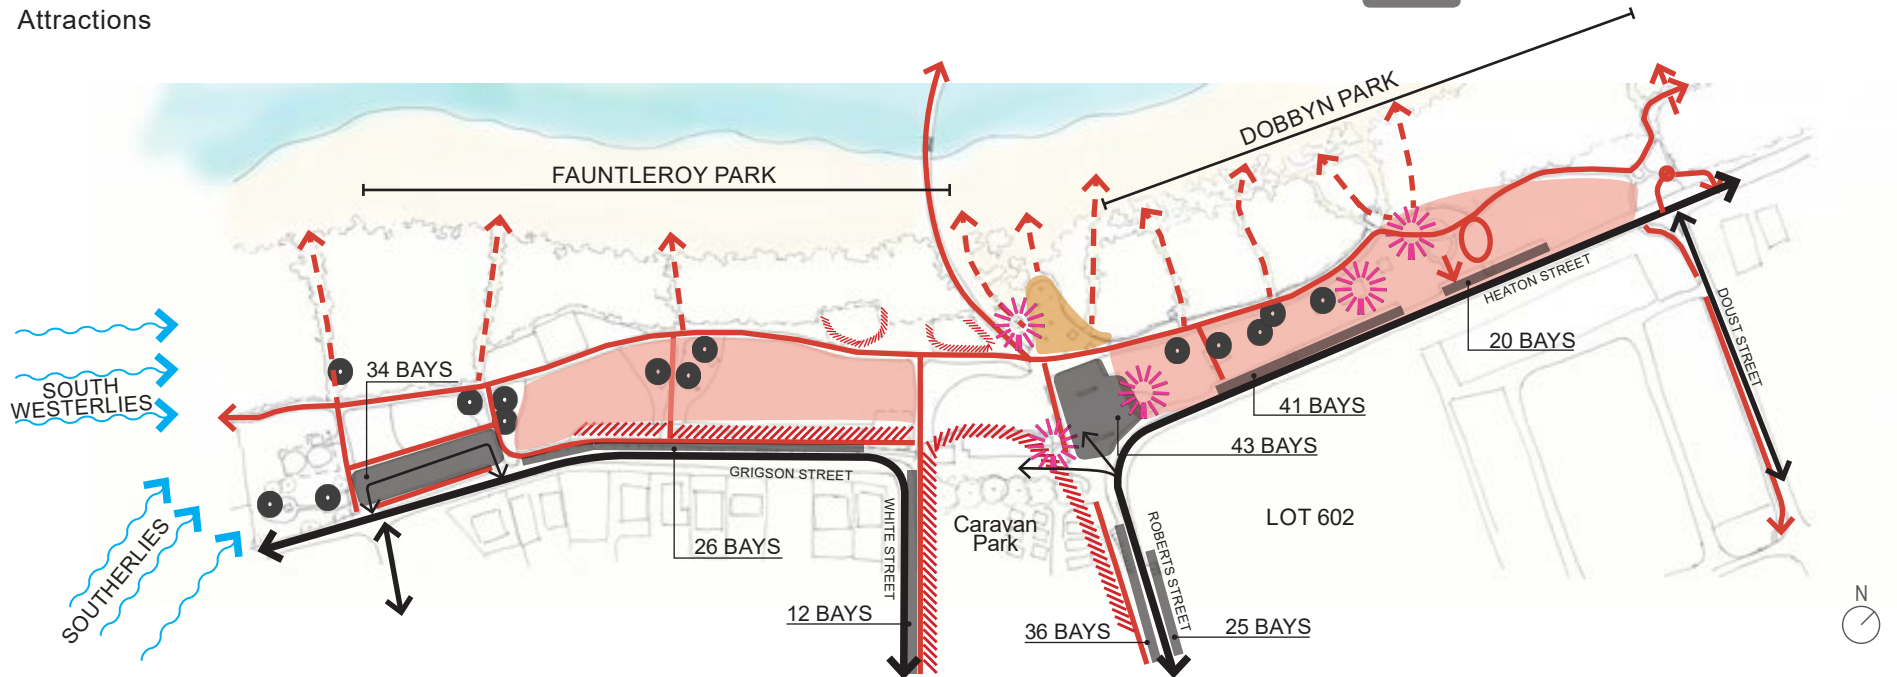 Attractions
DOBBYN PARK
FAUNTLEROY PARK
34 BAYS
SOUTH
WESTERLIES
SOUTHERLIES
GRIGSON STREET
26 BAYS
WHITE STREET
12 BAYS
Caravan
Park
36 BAYS
25 BAYS
ROBERTS STREET
LOT 602
43 BAYS
41 BAYS
20 BAYS
HEATON STREET
DOUST STREET
N